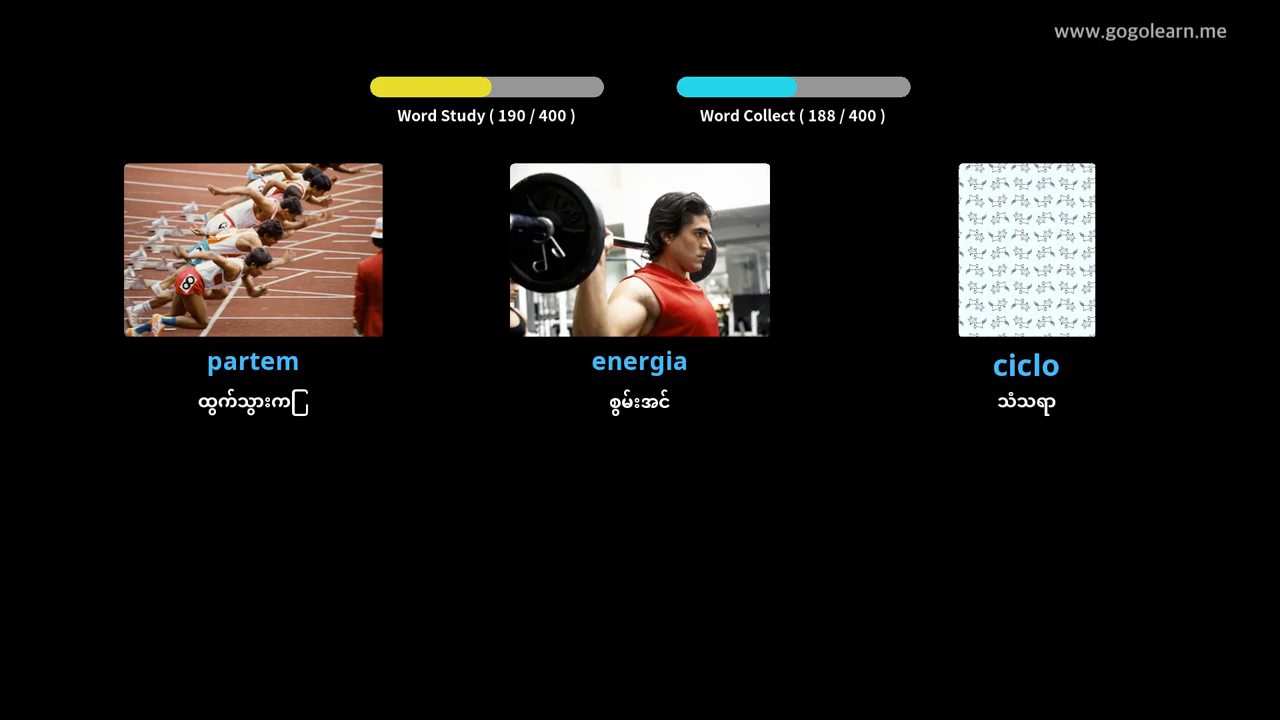 www.gogolearn.me
Word Study ( 190 / 400 )
Word Collect ( 188 / 400 )
partem
energia
ciclo
ထွက်သွားကြ
စွမ်းအင်
သံသရာ